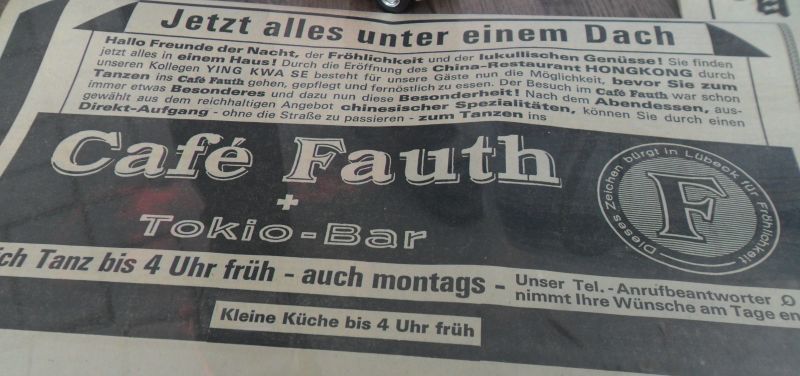 Jetzt alles unter einem Dach
Hallo Freunde der Nacht, der Fröhlichkeit und der lukullischen Genüsse! Sie finden
jetzt alles in einem Haus! Durch die Eröffnung des China-Restaurant HONGKONG durch
unseren Kollegen YING KWA SE besteht für unsere Gäste nun die Möglichkeit, bevor Sie zum
Tanzen ins Café Fauth gehen, gepflegt und fernöstlich zu essen. Der Besuch im Café Fauth war schon
immer etwas Besonderes und dazu nun diese Besonderheit! Nach dem Abendessen, aus-
gewählt aus dem reichhaltigen Angebot chinesischer Spezialitäten, können Sie durch einen
Direkt-Aufgang - ohne die Straße zu passieren - zum Tanzen ins
Café Fauth
+
Tokio-Bar
Dieses Zeichen bürgt in Lübeck für Fröhlichkeit
F
ich Tanz bis 4 Uhr früh - auch montags -
Unser Tel.-Anrufbeantworter
nimmt Ihre Wünsche am Tage en
Kleine Küche bis 4 Uhr früh